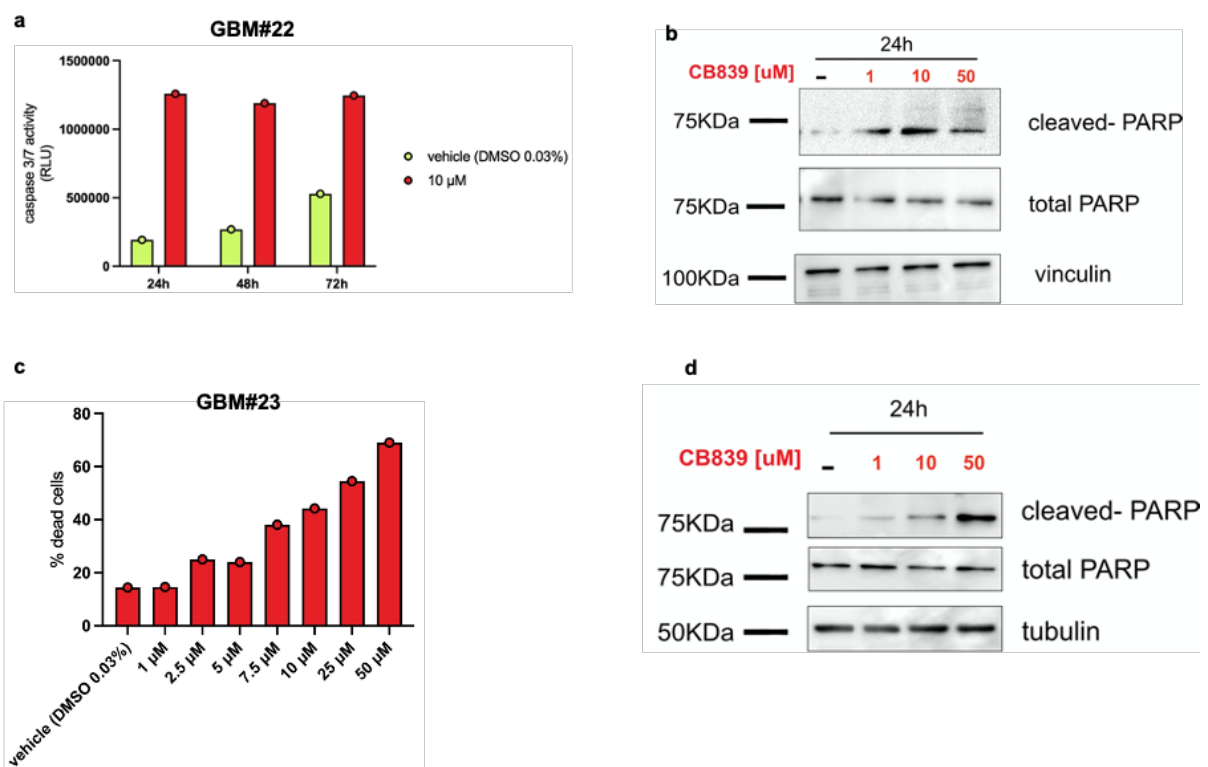 a
GBM#22
1500000
1000000
500000
0
caspase 3/7 activity
(RLU)
24h
48h
72h
vehicle (DMSO 0.03%)
10 µM
b
24h
CB839 [uM]
- 1 10 50
75KDa
cleaved- PARP
75KDa
total PARP
100KDa
vinculin
c
GBM#23
80
60
40
20
0
% dead cells
vehicle (DMSO 0.03%)
1 µM
2.5 µM
5 µM
7.5 µM
10 µM
25 µM
50 µM
d
24h
CB839 [uM]
- 1 10 50
75KDa
cleaved- PARP
75KDa
total PARP
50KDa
tubulin